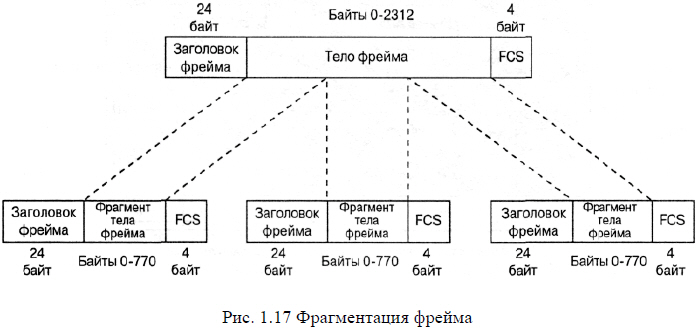 24 байт
Байты 0-2312
4 байт
Заголовок фрейма
Тело фрейма
FCS
Заголовок фрейма
Фрагмент тела фрейма
FCS
Заголовок фрейма
Фрагмент тела фрейма
FCS
Заголовок фрейма
Фрагмент тела фрейма
FCS
24 байт
Байты 0-770
4 байт
24 байт
Байты 0-770
4 байт
24 байт
Байты 0-770
4 байт
Рис. 1.17 Фрагментация фрейма